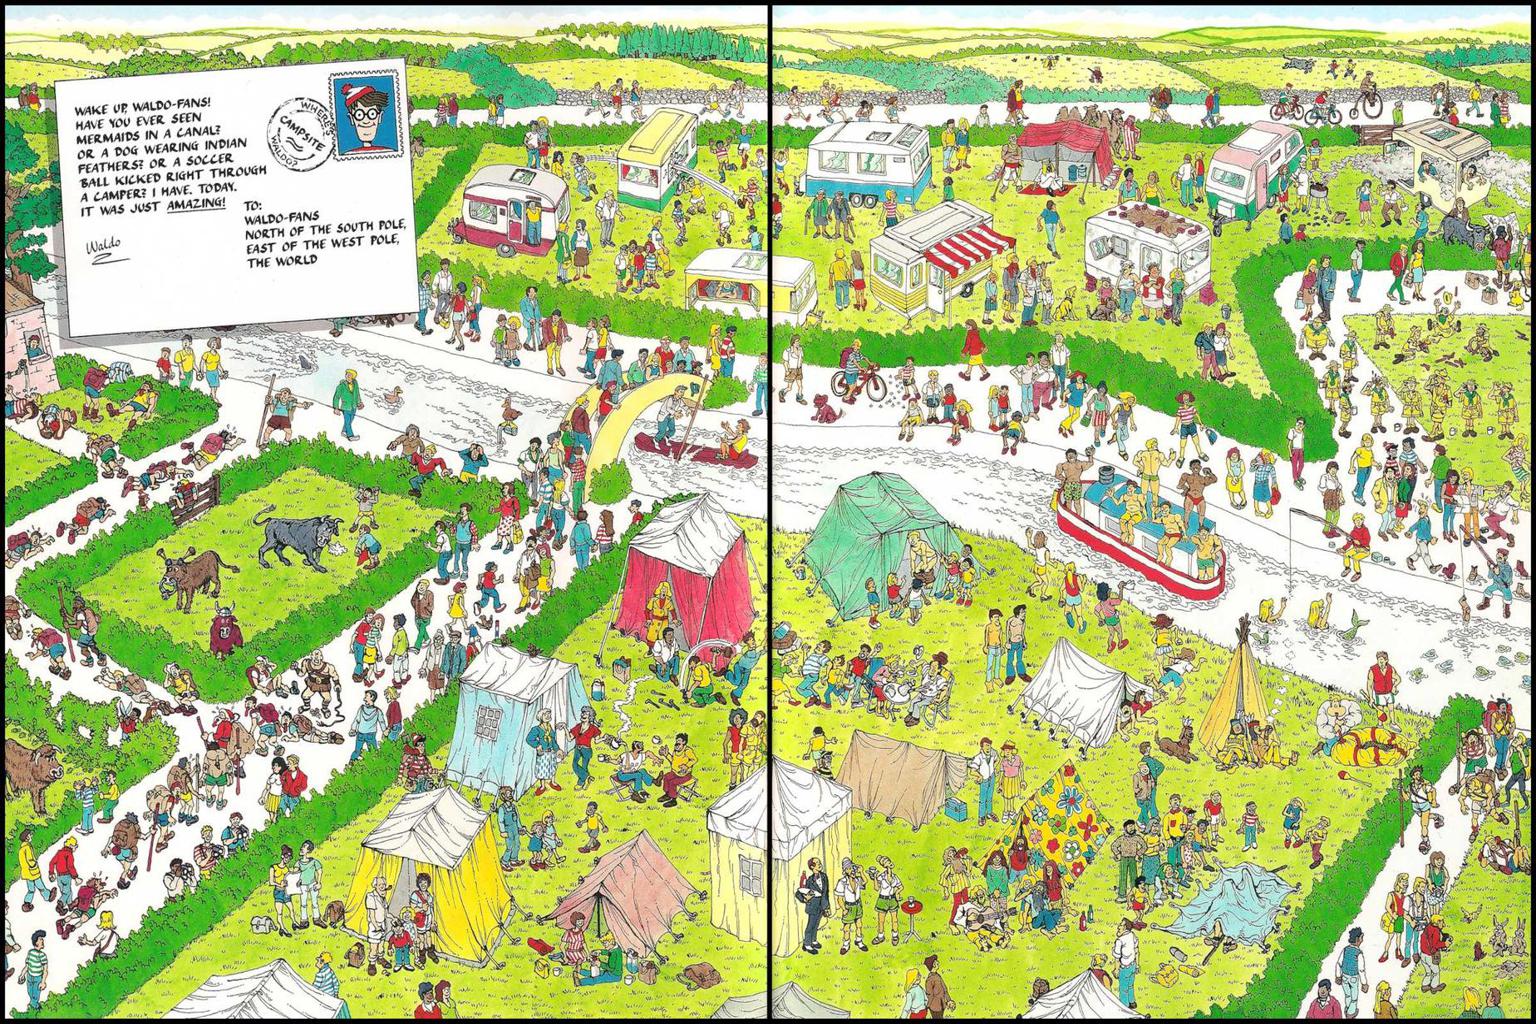 WAKE UP, WALDO-FANS!
HAVE YOU EVER SEEN
MERMAIDS IN A CANAL?
OR A DOG WEARING INDIAN
FEATHERS? OR A SOCCER
BALL KICKED RIGHT THROUGH
A CAMPER? I HAVE. TODAY.
IT WAS JUST AMAZING!
Waldo
WHERE'S
CAMPSITE
WALDO?
TO:
WALDO-FANS
NORTH OF THE SOUTH POLE,
EAST OF THE WEST POLE,
THE WORLD